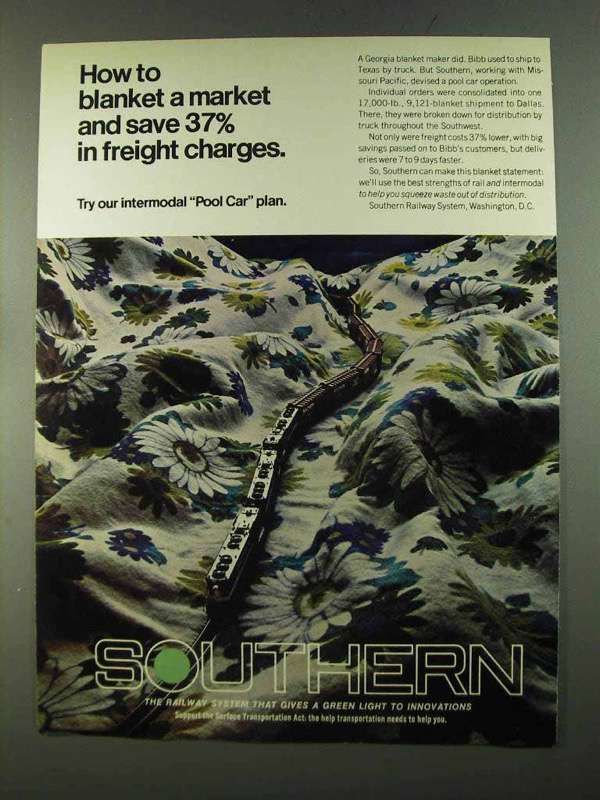 How to
blanket a market
and save 37%
in freight charges.
Try our intermodal “Pool Car” plan.
A Georgia blanket maker did. Bibb used to ship to
Texas by truck. But Southern, working with Mis-
souri Pacific, devised a pool car operation.
Individual orders were consolidated into one
17,000-lb., 9,121-blanket shipment to Dallas.
There, they were broken down for distribution by
truck throughout the Southwest.
Not only were freight costs 37% lower, with big
savings passed on to Bibb's customers, but deliv-
eries were 7 to 9 days faster.
So, Southern can make this blanket statement:
we'll use the best strengths of rail and intermodal
to help you squeeze waste out of distribution.
Southern Railway System, Washington, D.C.
SOUTHERN
THE RAILWAY SYSTEM THAT GIVES A GREEN LIGHT TO INNOVATIONS
Support the Surface Transportation Act: the help transportation needs to help you.